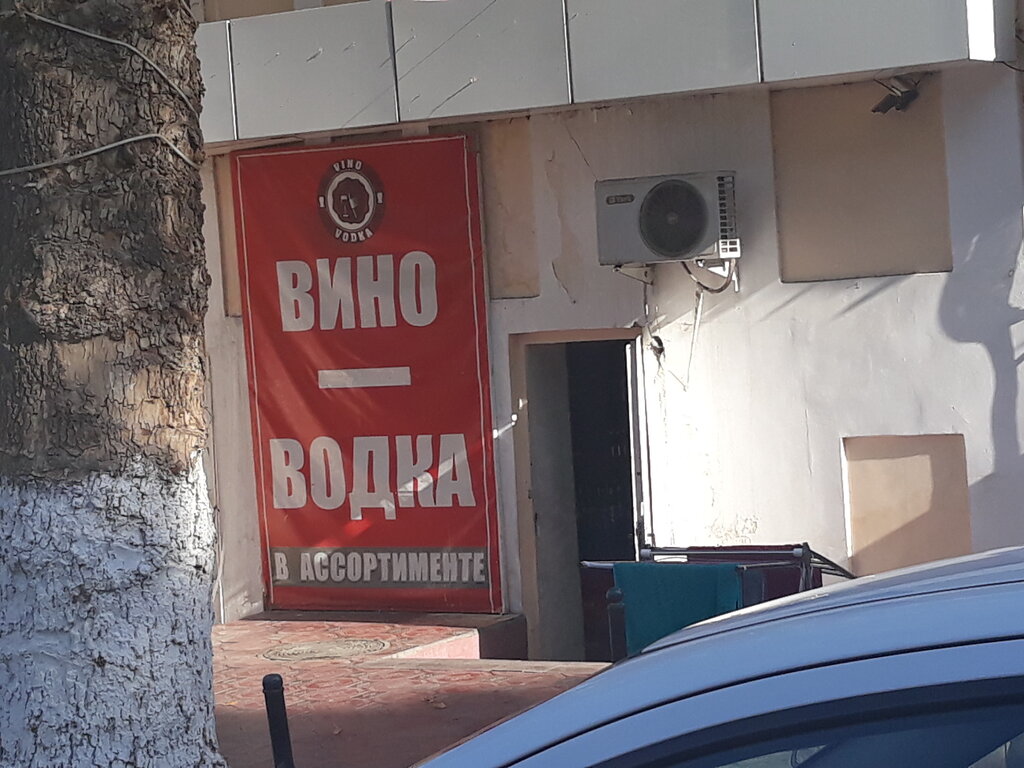 VINO
VODKA
ВИНО
—
ВОДКА
В АССОРТИМЕНТЕ